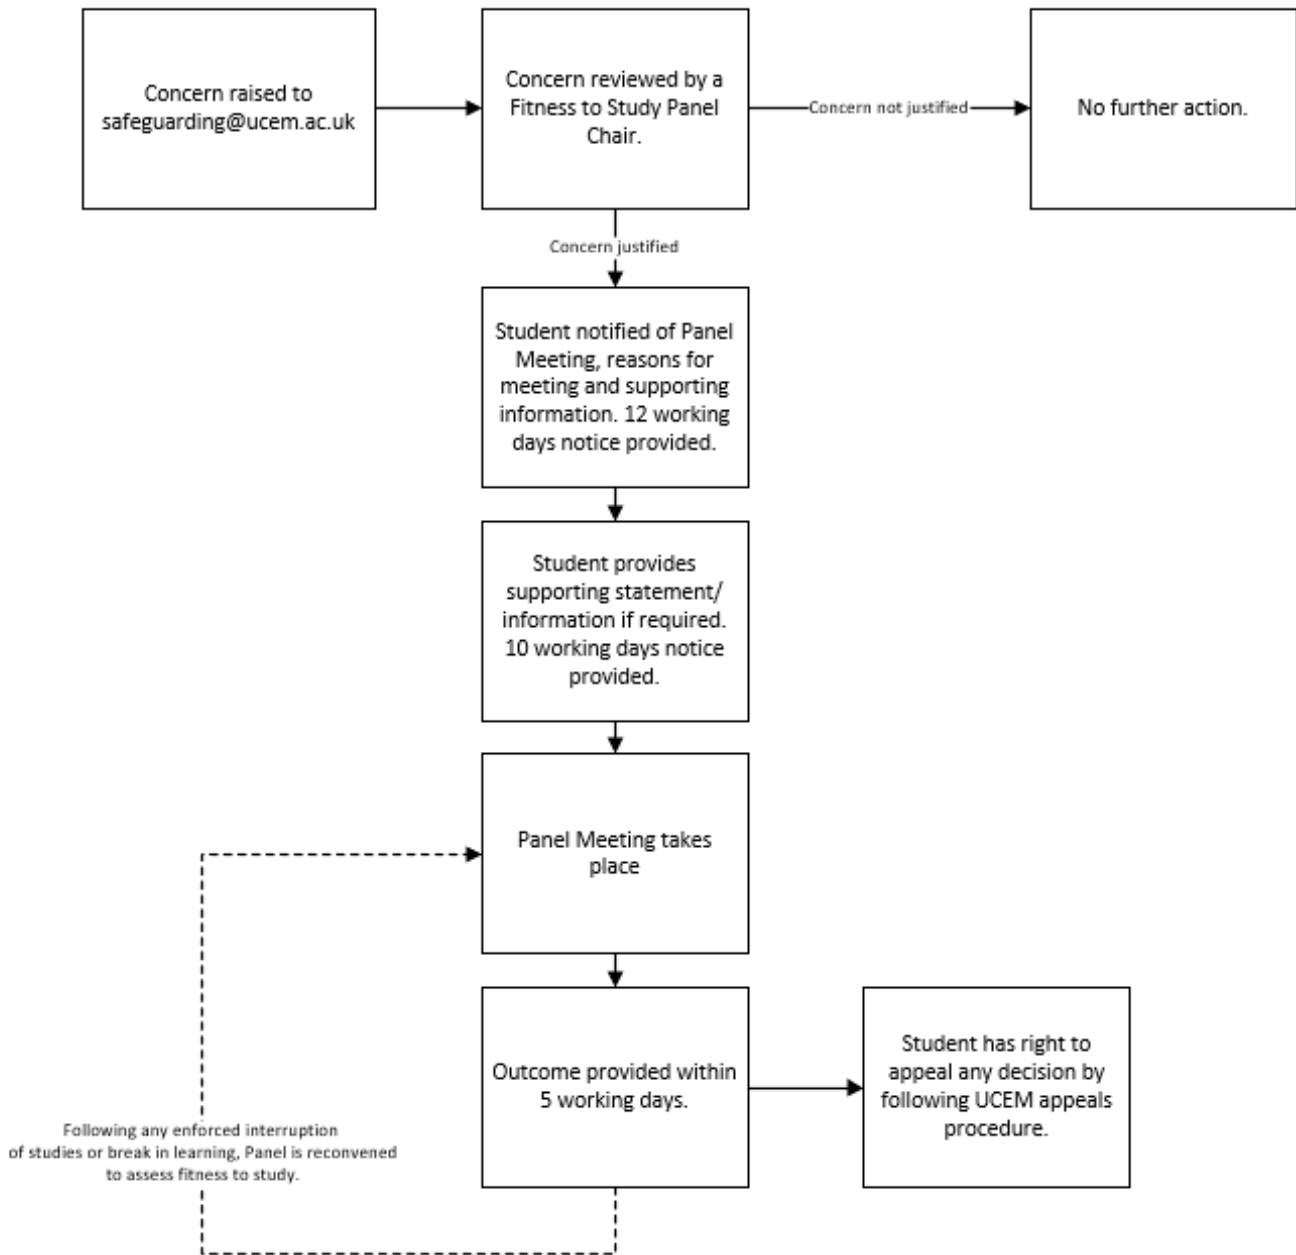 Concern raised to
safeguarding@ucem.ac.uk
Concern reviewed by a
Fitness to Study Panel
Chair.
Concern not justified
No further action.
Concern justified
Student notified of Panel
Meeting, reasons for
meeting and supporting
information. 12 working
days notice provided.
Student provides
supporting statement/
information if required.
10 working days notice
provided.
Panel Meeting takes
place
Outcome provided within
5 working days.
Student has right to
appeal any decision by
following UCEM appeals
procedure.
Following any enforced interruption
of studies or break in learning, Panel is reconvened
to assess fitness to study.